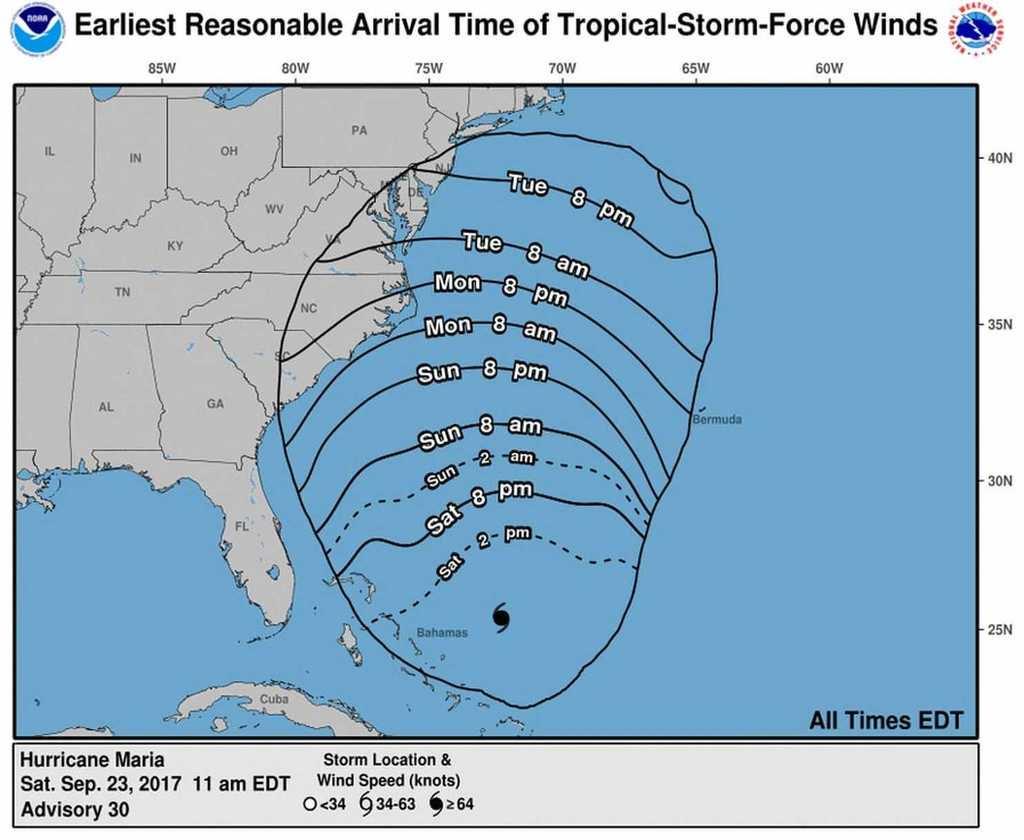 NOAA
Earliest Reasonable Arrival Time of Tropical-Storm-Force Winds
NATIONAL WEATHER SERVICE
85W 80W 75W 70W 65W 60W
PA
IL IN OH 40N
NJ
DE
Tue 8 pm
WV
VA
KY
Tue 8 am
TN
NC
Mon 8 pm
35N
Mon 8 am
SC
Sun 8 pm
AL GA
Bermuda
Sun 8 am
Sun 2 am
30N
Sat 8 pm
FL
Sat 2 pm
Bahamas
25N
Cuba
All Times EDT
Hurricane Maria
Sat. Sep. 23, 2017 11 am EDT
Advisory 30
Storm Location &
Wind Speed (knots)
<34 34-63 ≥ 64